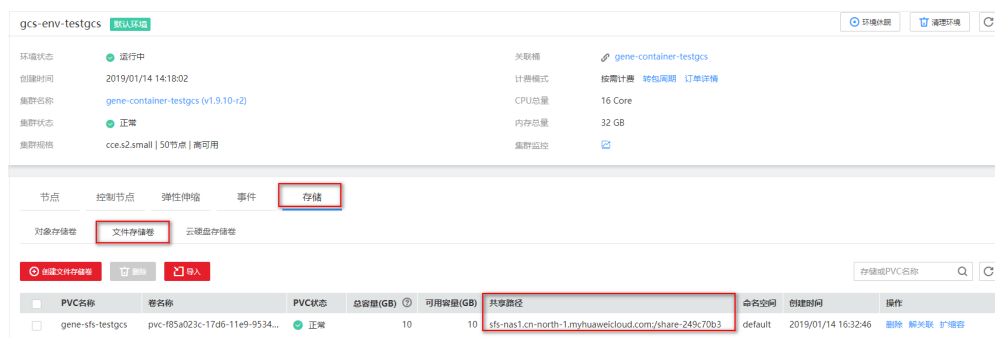 gcs-env-testgcs 默认环境 环境休眠 清理环境
环境状态 运行中 关联桶 gene-container-testgcs
创建时间 2019/01/14 14:18:02 计费模式 按需计费 转包周期 订单详情
集群名称 gene-container-testgcs (v1.9.10-r2) CPU总量 16 Core
集群状态 正常 内存总量 32 GB
集群规格 cce.s2.small | 50节点 | 高可用 集群监控
节点 控制节点 弹性伸缩 事件 存储
对象存储卷 文件存储卷 云硬盘存储卷
创建文件存储卷 删除 导入 存储或PVC名称
PVC名称 卷名称 PVC状态 总容量(GB) 可用容量(GB) 共享路径 命名空间 创建时间 操作
gene-sfs-testgcs pvc-f85a023c-17d6-11e9-9534... 正常 10 10 sfs-nas1.cn-north-1.myhuaweicloud.com:/share-249c70b3 default 2019/01/14 16:32:46 删除 解关联 扩缩容